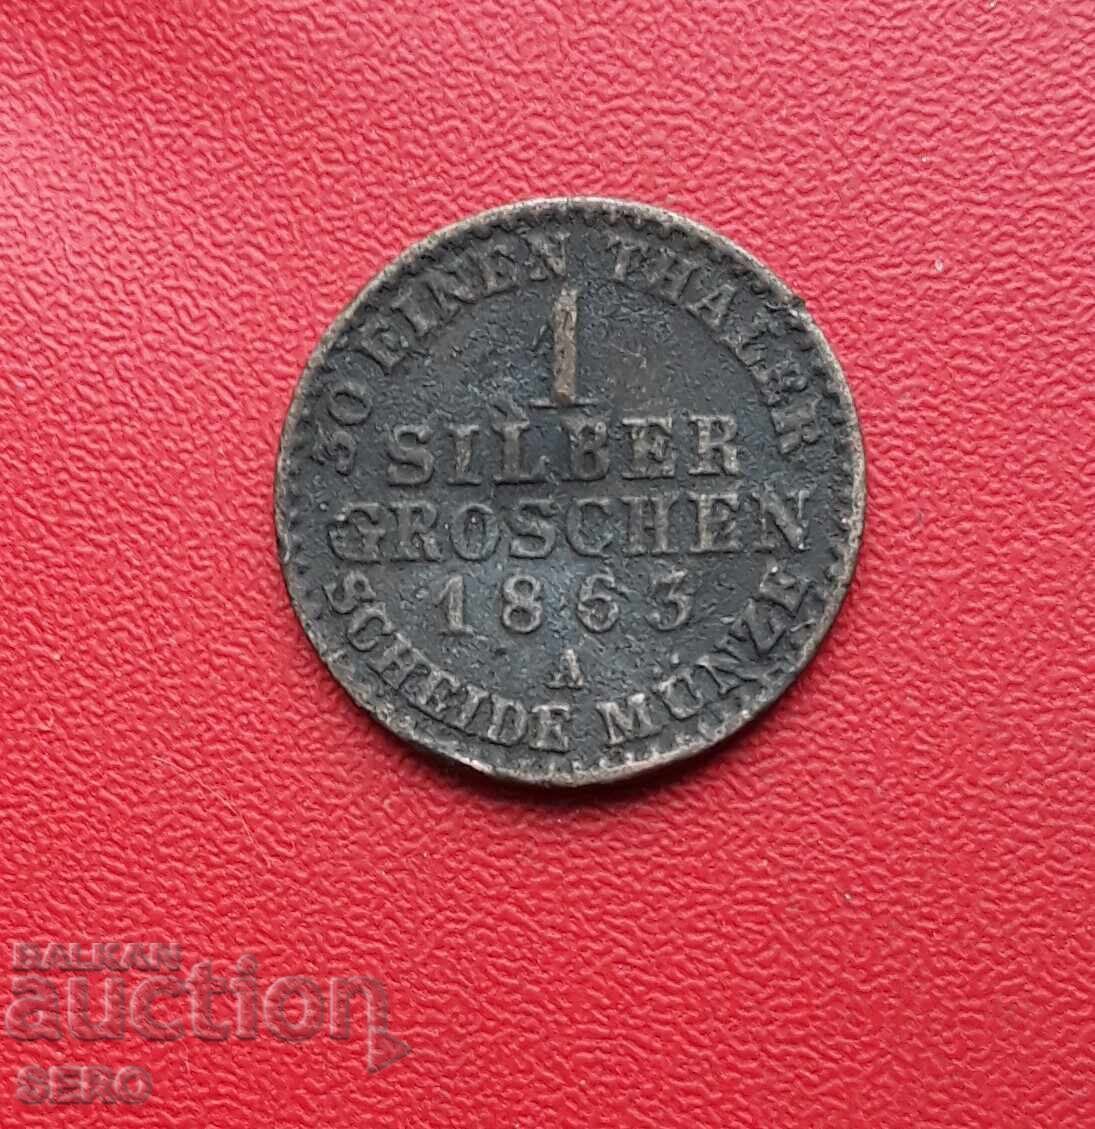 30 EINEN THALER
1
SILBER
GROSCHEN
1863
A
SCHEIDE MÜNZE
BALKAN
auction
SERO